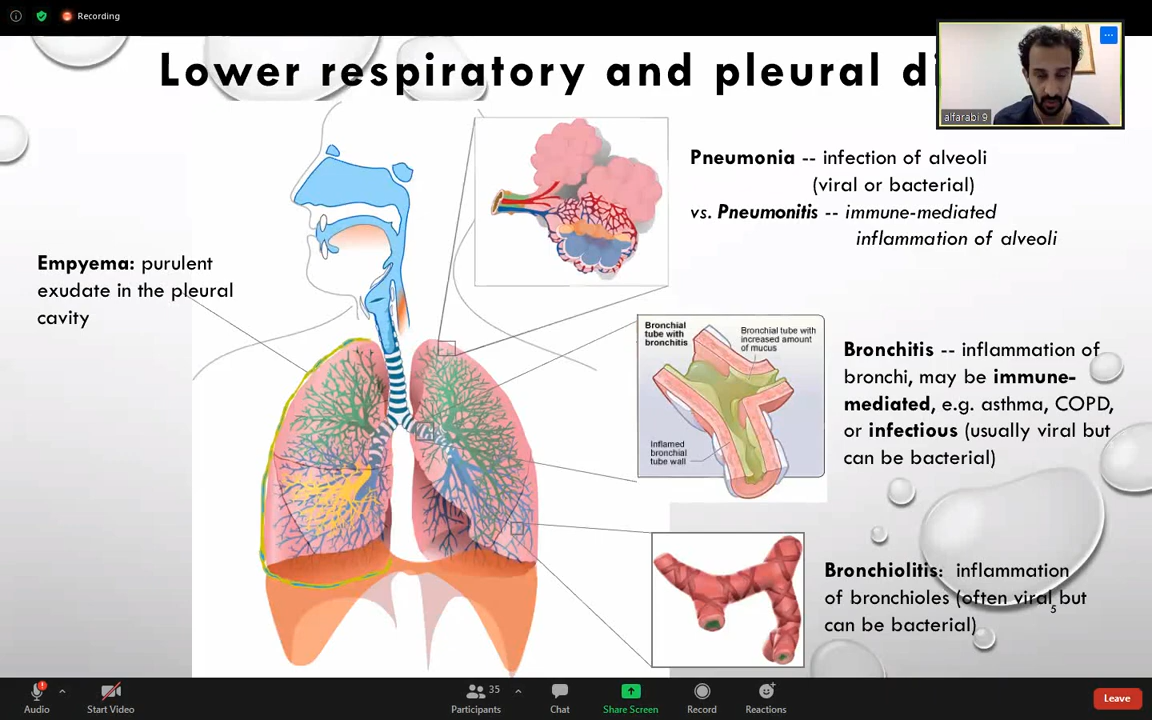 Recording
Lower respiratory and pleural
alfarabi 9
Pneumonia -- infection of alveoli
(viral or bacterial)
vs. Pneumonitis -- immune-mediated
inflammation of alveoli
Empyema: purulent
exudate in the pleural
cavity
Bronchial
tube with
bronchitis
Bronchial tube with
increased amount
of mucus
Inflamed
bronchial
tube wall
Bronchitis -- inflammation of
bronchi, may be immune-
mediated, e.g. asthma, COPD,
or infectious (usually viral but
can be bacterial)
Bronchiolitis: inflammation
of bronchioles (often viral but
can be bacterial)
5
Audio
Start Video
Participants
35
Chat
Share Screen
Record
Reactions
Leave